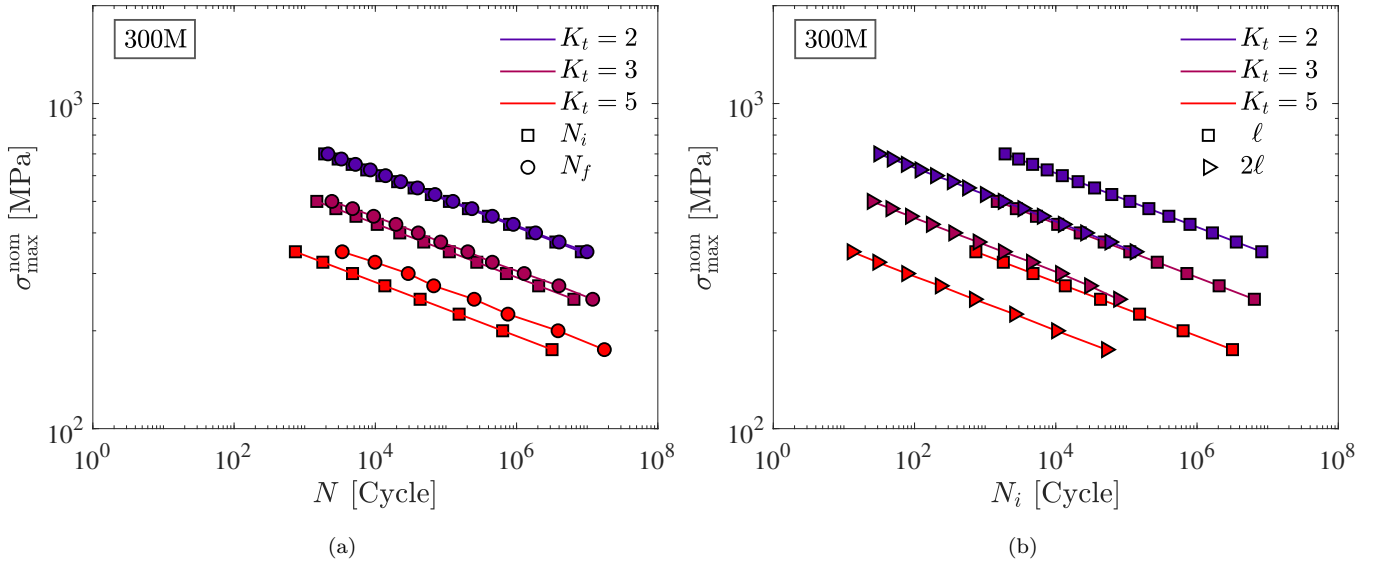 300M
K_t = 2
K_t = 3
K_t = 5
N_i
N_f
10^3
10^2
σ_max^nom [MPa]
10^0 10^2 10^4 10^6 10^8
N [Cycle]
(a)
300M
K_t = 2
K_t = 3
K_t = 5
ℓ
2ℓ
10^3
10^2
σ_max^nom [MPa]
10^0 10^2 10^4 10^6 10^8
N_i [Cycle]
(b)